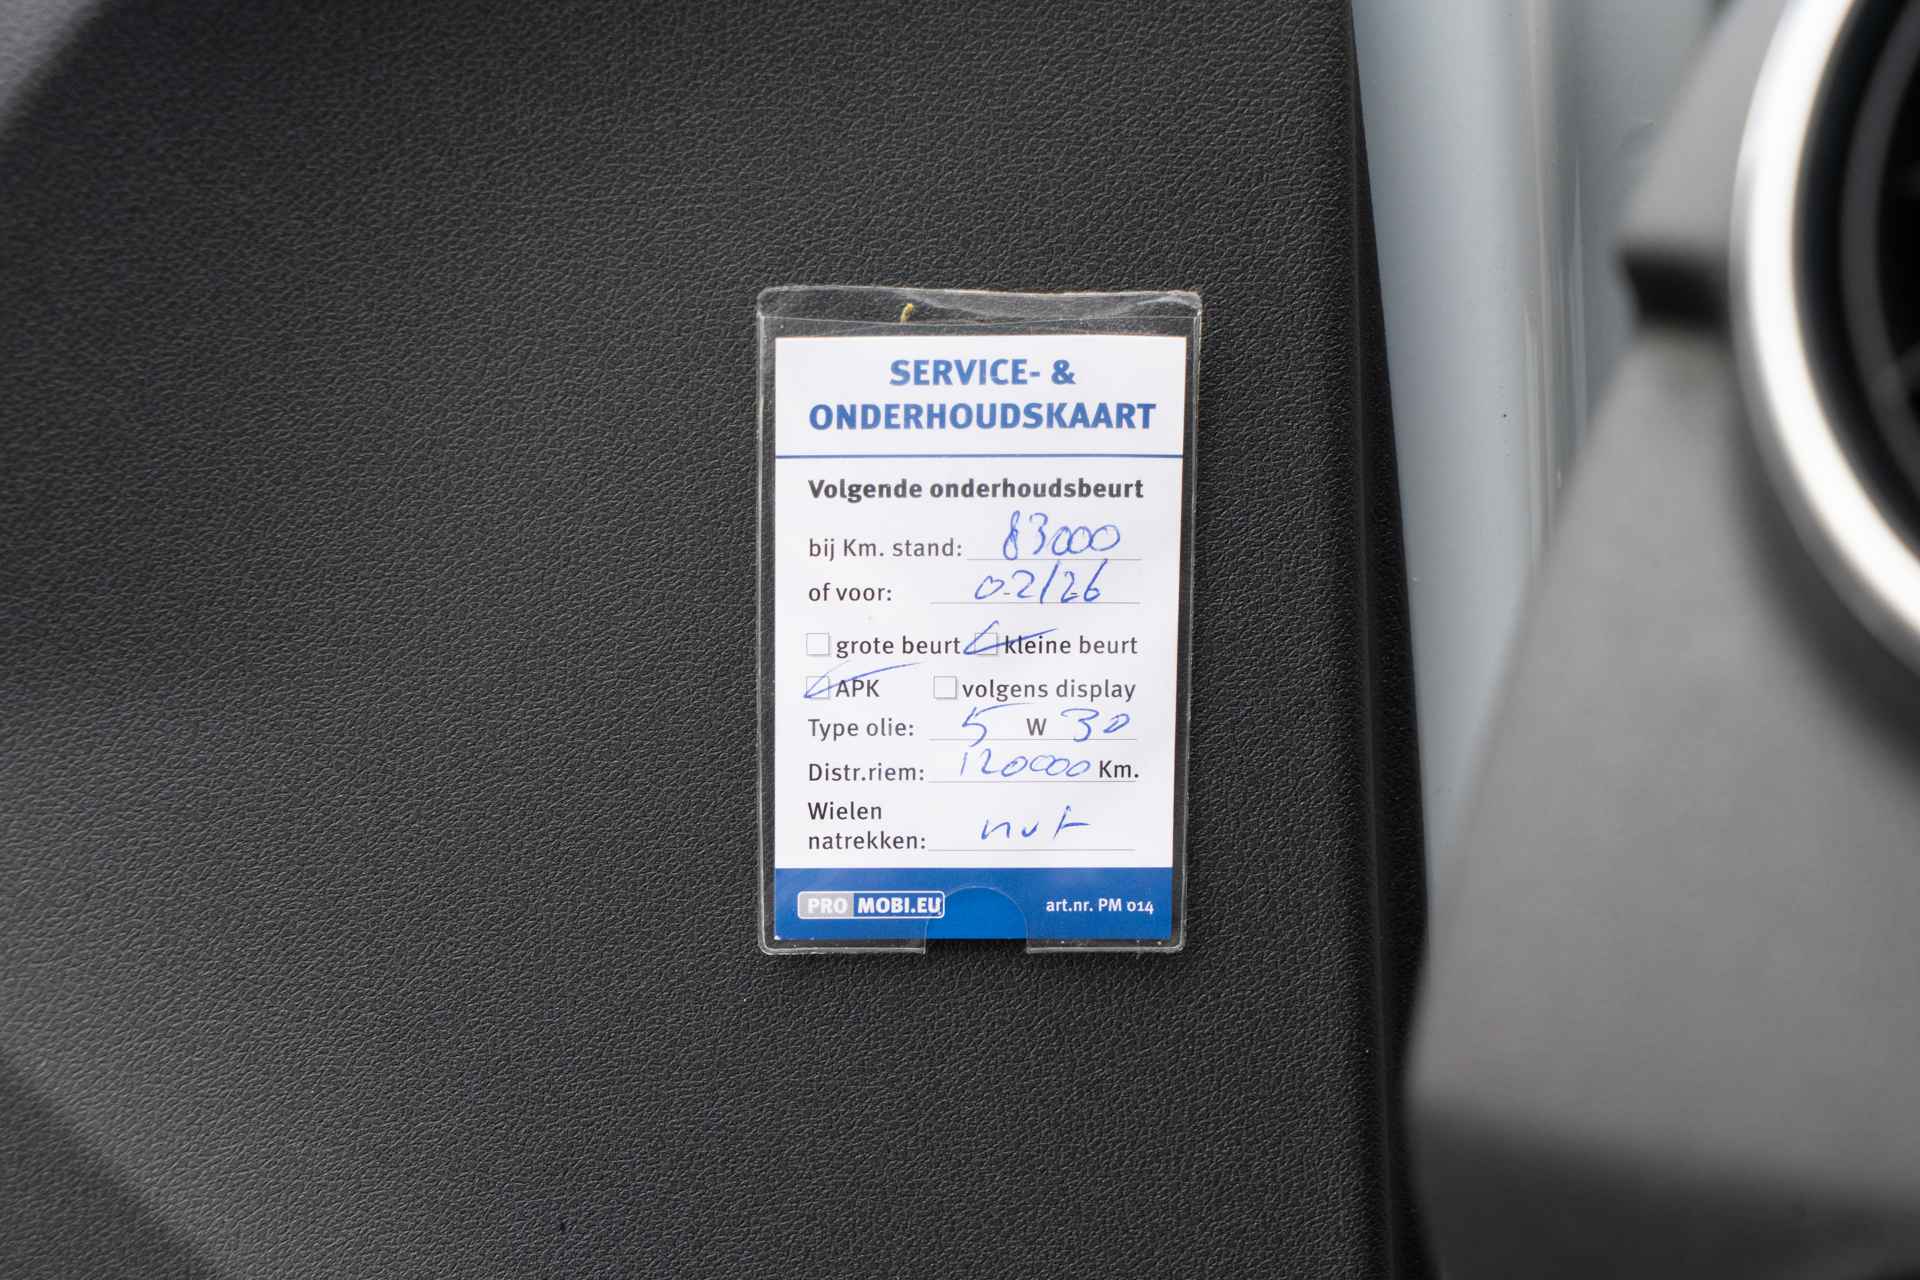 SERVICE- &
ONDERHOUDSKAART
Volgende onderhoudsbeurt
bij Km. stand: 83000
of voor: 02/26
grote beurt kleine beurt
APK volgens display
Type olie: 5 W 30
Distr.riem: 120000 Km.
Wielen
natrekken: nvt
PRO MOBI.EU art.nr. PM 014